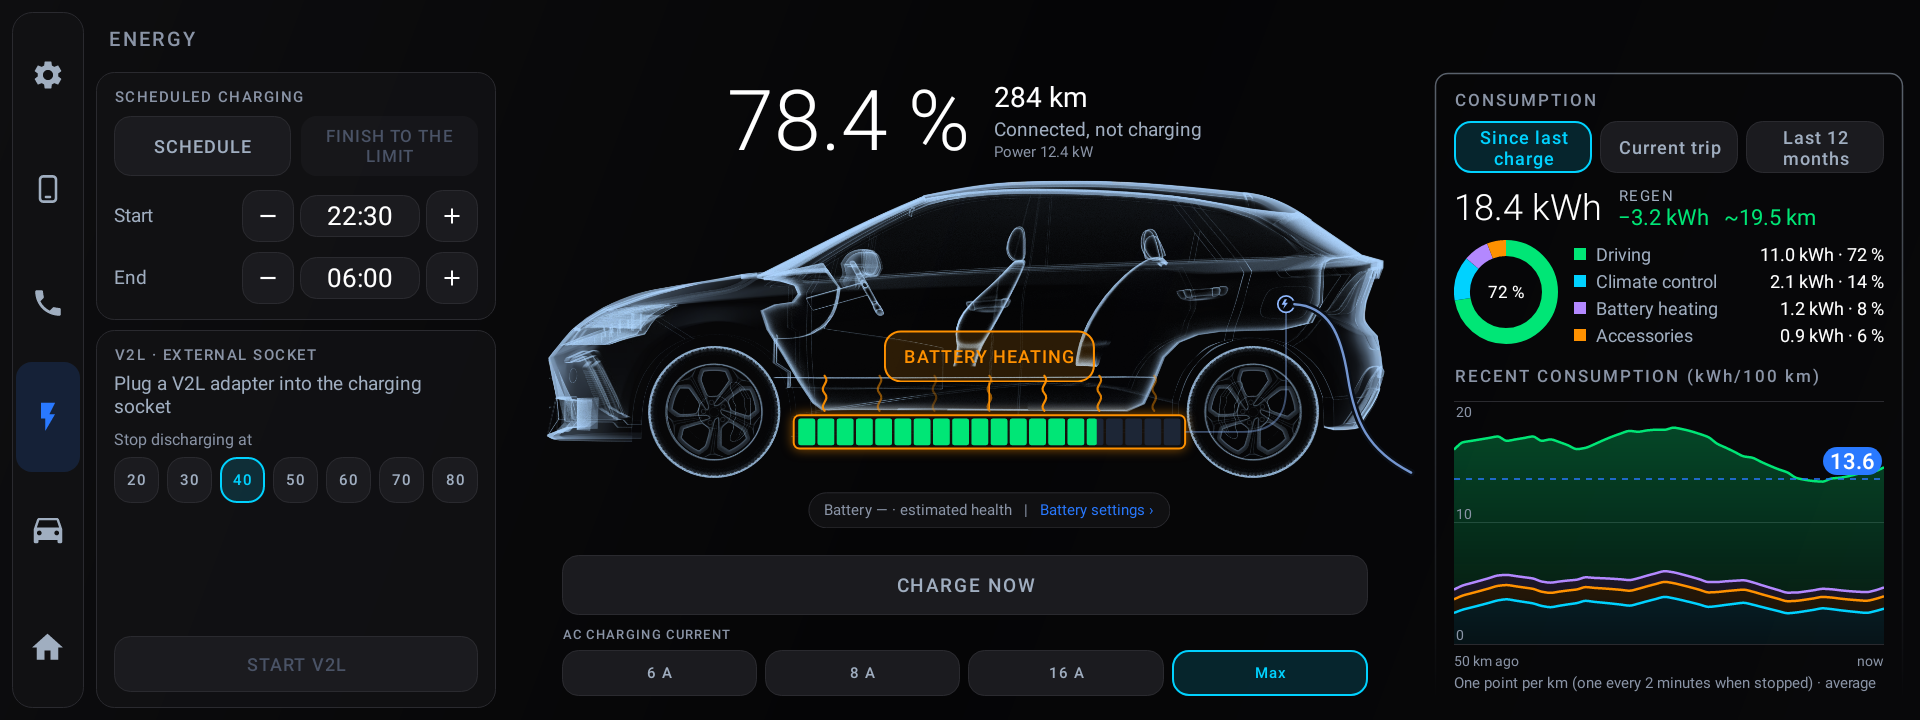 ENERGY
SCHEDULED CHARGING
SCHEDULE
FINISH TO THE
LIMIT
Start
− 22:30 +
End
− 06:00 +
V2L · EXTERNAL SOCKET
Plug a V2L adapter into the charging
socket
Stop discharging at
20 30 40 50 60 70 80
START V2L
78.4 %
284 km
Connected, not charging
Power 12.4 kW
BATTERY HEATING
Battery — · estimated health | Battery settings ›
CHARGE NOW
AC CHARGING CURRENT
6 A 8 A 16 A Max
CONSUMPTION
Since last
charge
Current trip
Last 12
months
18.4 kWh
REGEN
−3.2 kWh ~19.5 km
72 %
Driving 11.0 kWh · 72 %
Climate control 2.1 kWh · 14 %
Battery heating 1.2 kWh · 8 %
Accessories 0.9 kWh · 6 %
RECENT CONSUMPTION (kWh/100 km)
20
13.6
10
0
50 km ago now
One point per km (one every 2 minutes when stopped) · average